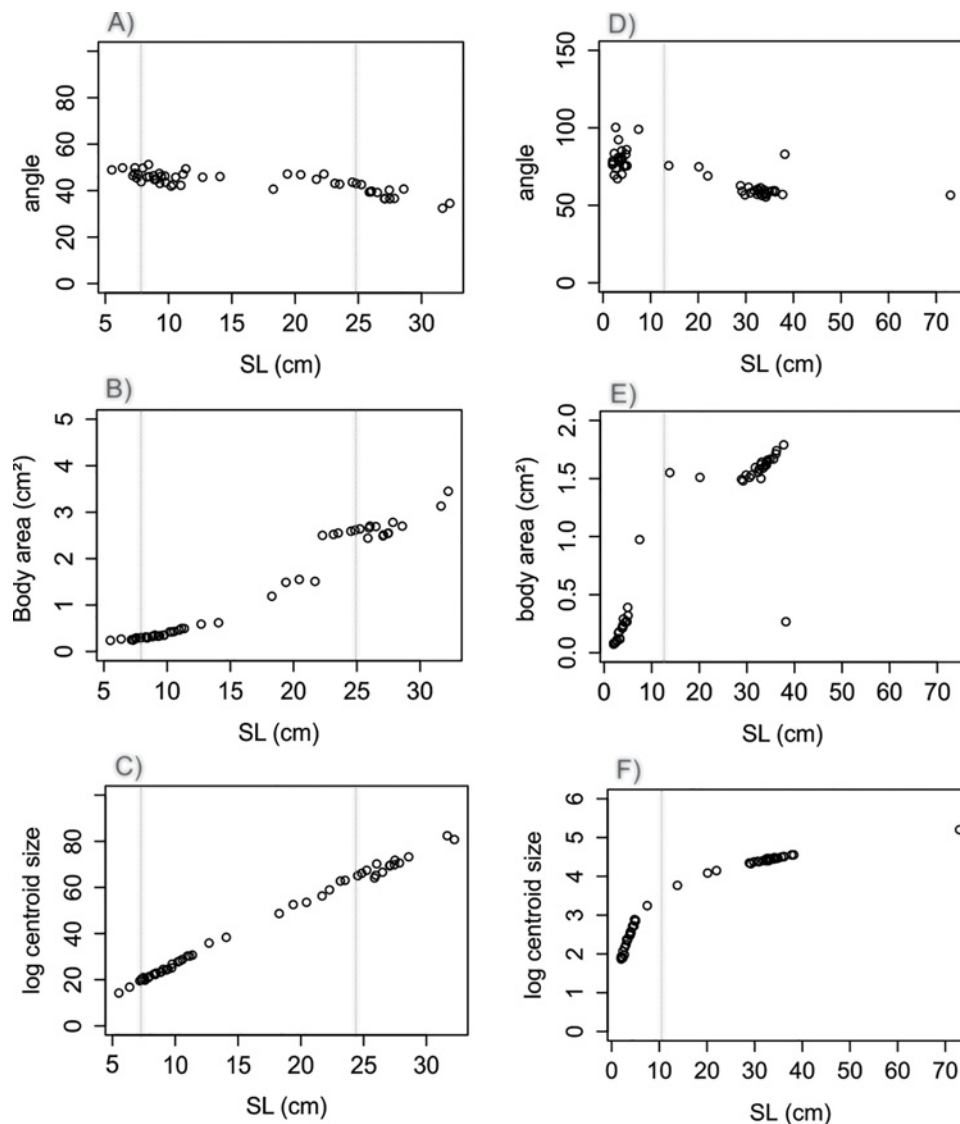 A)
angle
0 20 40 60 80
5 10 15 20 25 30
SL (cm)
B)
Body area (cm²)
0 1 2 3 4 5
5 10 15 20 25 30
SL (cm)
C)
log centroid size
0 20 40 60 80
5 10 15 20 25 30
SL (cm)
D)
angle
0 50 100 150
0 10 20 30 40 50 60 70
SL (cm)
E)
body area (cm²)
0.0 0.5 1.0 1.5 2.0
0 10 20 30 40 50 60 70
SL (cm)
F)
log centroid size
0 1 2 3 4 5 6
0 10 20 30 40 50 60 70
SL (cm)